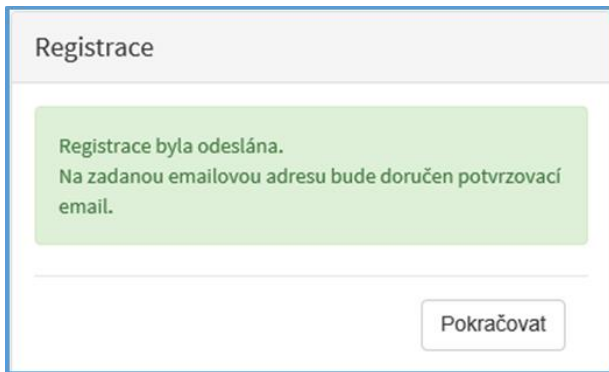 Registrace
Registrace byla odeslána.
Na zadanou emailovou adresu bude doručen potvrzovací
email.
Pokračovat